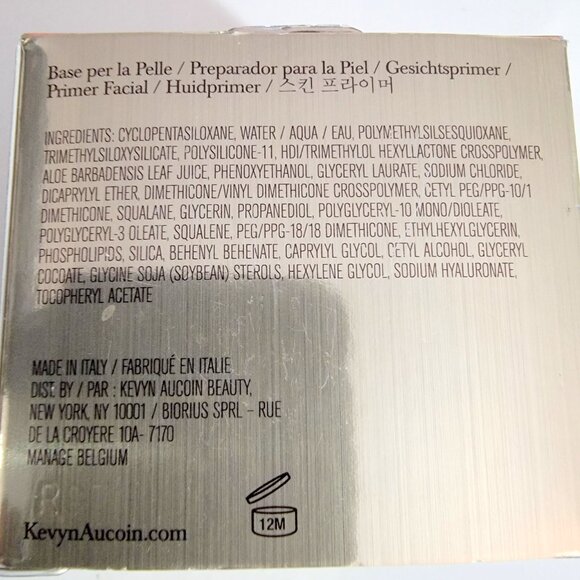 Base per la Pelle / Preparador para la Piel / Gesichtsprimer /
Primer Facial / Huidprimer / 스킨 프라이머
INGREDIENTS: CYCLOPENTASILOXANE, WATER / AQUA / EAU, POLYMETHYLSILSESQUIOXANE,
TRIMETHYLSILOXYSILICATE, POLYSILICONE-11, HDI/TRIMETHYLOL HEXYLLACTONE CROSSPOLYMER,
ALOE BARBADENSIS LEAF JUICE, PHENOXYETHANOL, GLYCERYL LAURATE, SODIUM CHLORIDE,
DICAPRYLYL ETHER, DIMETHICONE/VINYL DIMETHICONE CROSSPOLYMER, CETYL PEG/PPG-10/1
DIMETHICONE, SQUALANE, GLYCERIN, PROPANEDIOL, POLYGLYCERYL-10 MONO/DIOLEATE,
POLYGLYCERYL-3 OLEATE, SQUALENE, PEG/PPG-18/18 DIMETHICONE, ETHYLHEXYLGLYCERIN,
PHOSPHOLIPIDS, SILICA, BEHENYL BEHENATE, CAPRYLYL GLYCOL, CETYL ALCOHOL, GLYCERYL
COCOATE, GLYCINE SOJA (SOYBEAN) STEROLS, HEXYLENE GLYCOL, SODIUM HYALURONATE,
TOCOPHERYL ACETATE
MADE IN ITALY / FABRIQUÉ EN ITALIE
DIST. BY / PAR : KEVYN AUCOIN BEAUTY,
NEW YORK, NY 10001 / BIORIUS SPRL – RUE
DE LA CROYERE 10A- 7170
MANAGE BELGIUM
12M
KevynAucoin.com